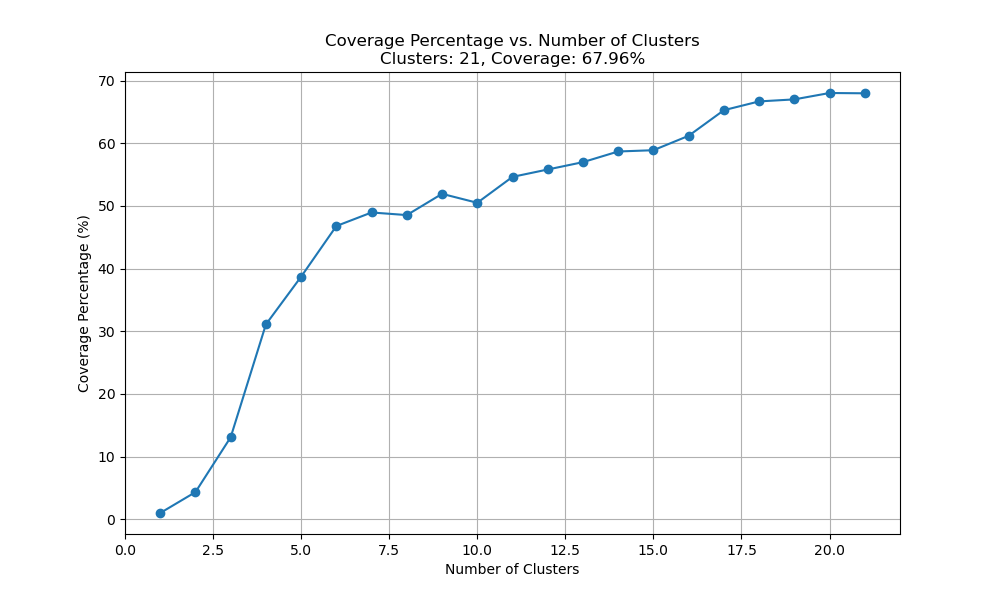 Coverage Percentage vs. Number of Clusters
Clusters: 21, Coverage: 67.96%
70
60
50
40
30
20
10
0
Coverage Percentage (%)
0.0 2.5 5.0 7.5 10.0 12.5 15.0 17.5 20.0
Number of Clusters